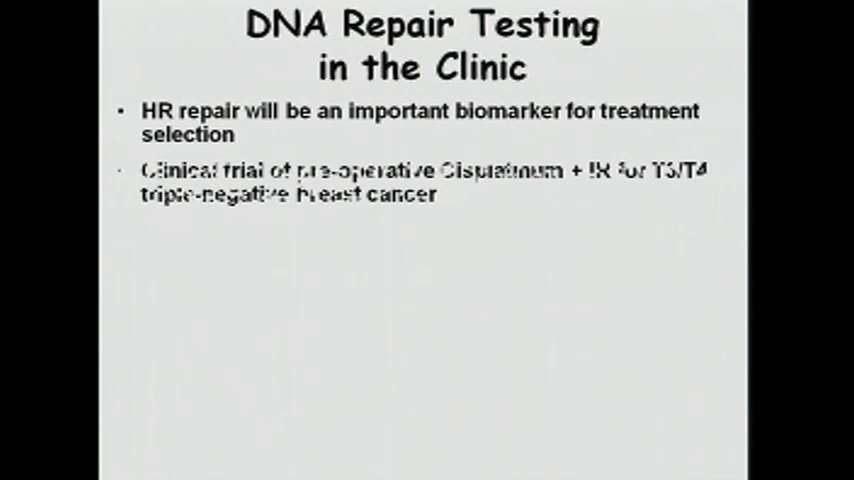 DNA Repair Testing
in the Clinic
• HR repair will be an important biomarker for treatment
selection
• Clinical trial of pre-operative Cisplatinum + IR for T3/T4
triple-negative breast cancer